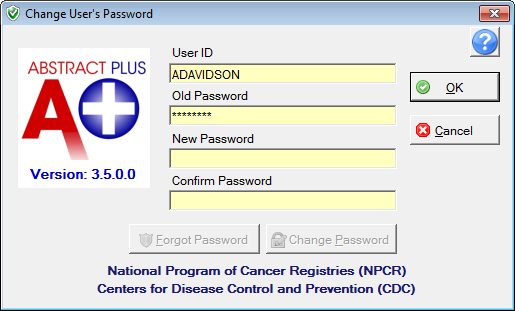 Change User's Password
?
ABSTRACT PLUS
A+
Version: 3.5.0.0
User ID
ADAVIDSON
Old Password
********
New Password
Confirm Password
OK
Cancel
Forgot Password
Change Password
National Program of Cancer Registries (NPCR)
Centers for Disease Control and Prevention (CDC)